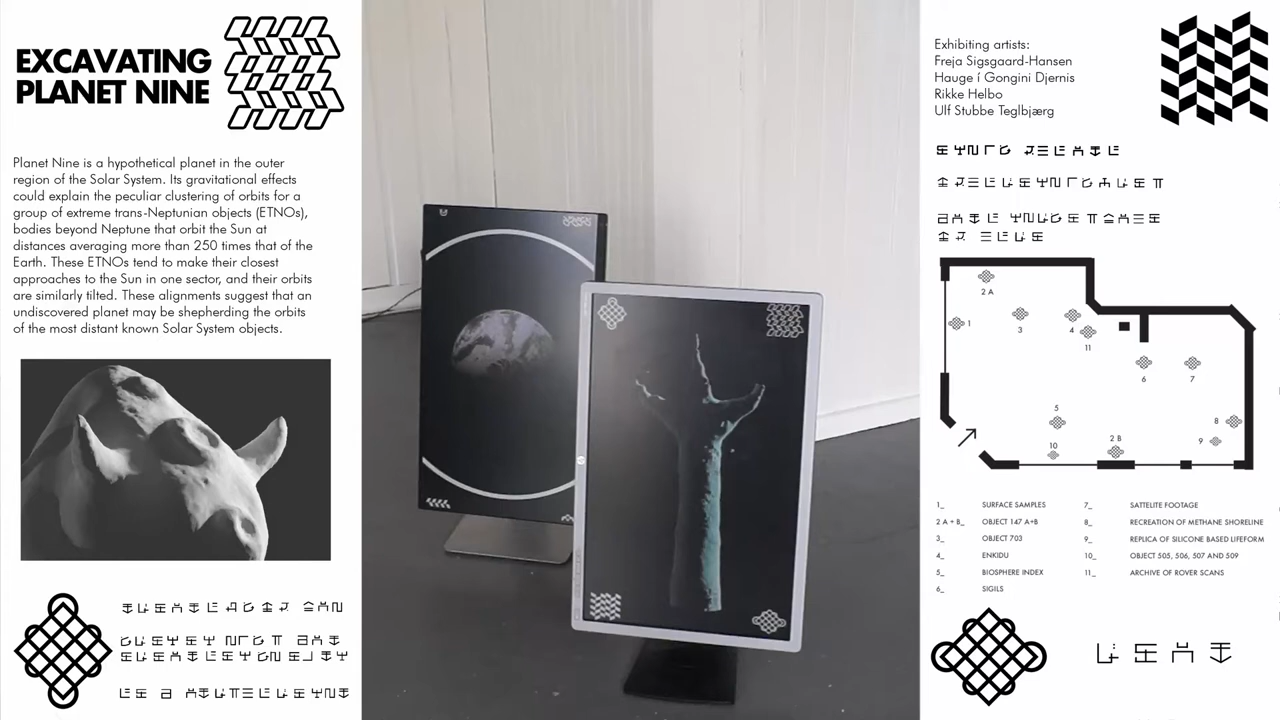 EXCAVATING
PLANET NINE
Planet Nine is a hypothetical planet in the outer
region of the Solar System. Its gravitational effects
could explain the peculiar clustering of orbits for a
group of extreme trans-Neptunian objects (ETNOs),
bodies beyond Neptune that orbit the Sun at
distances averaging more than 250 times that of the
Earth. These ETNOs tend to make their closest
approaches to the Sun in one sector, and their orbits
are similarly tilted. These alignments suggest that an
undiscovered planet may be shepherding the orbits
of the most distant known Solar System objects.
Exhibiting artists:
Freja Sigsgaard-Hansen
Hauge í Gongini Djernis
Rikke Helbo
Ulf Stubbe Teglbjærg
2 A
1
3
4
11
6
7
5
8
10
2 B
9
1_ SURFACE SAMPLES
2 A + B_ OBJECT 147 A+B
3_ OBJECT 703
4_ ENKIDU
5_ BIOSPHERE INDEX
6_ SIGILS
7_ SATTELITE FOOTAGE
8_ RECREATION OF METHANE SHORELINE
9_ REPLICA OF SILICONE BASED LIFEFORM
10_ OBJECT 505, 506, 507 AND 509
11_ ARCHIVE OF ROVER SCANS